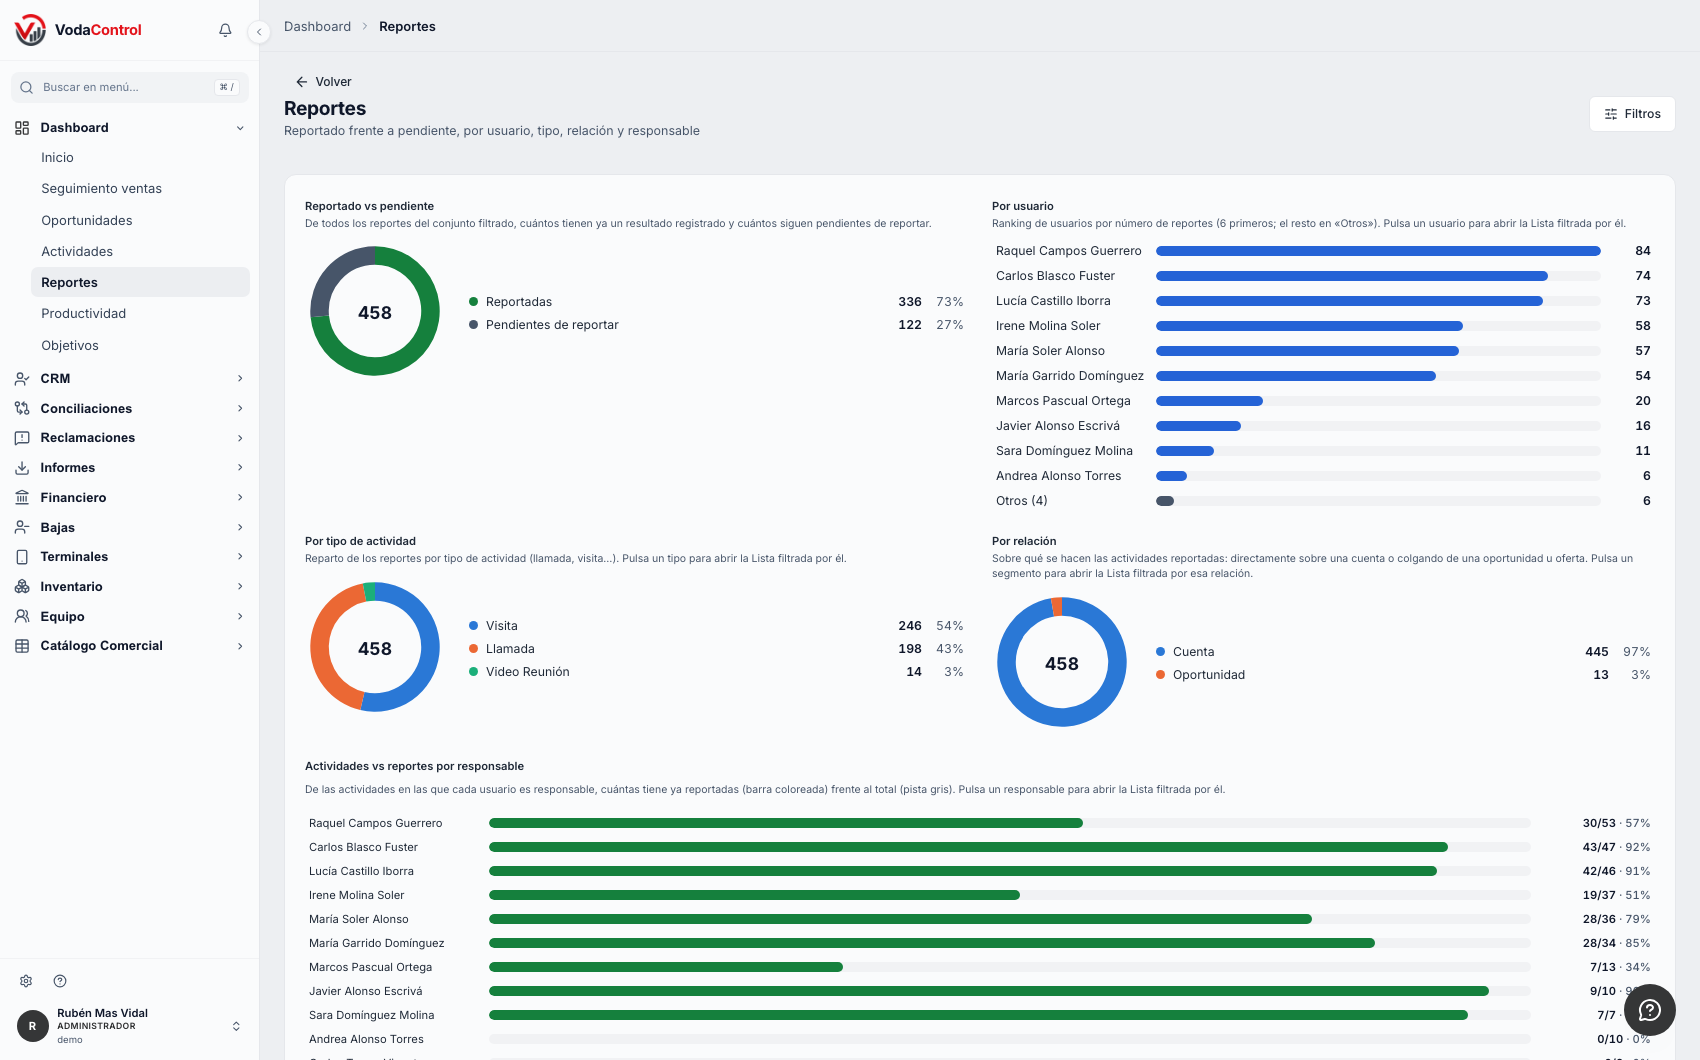 VodaControl
Buscar en menú...
⌘ /
Dashboard
Inicio
Seguimiento ventas
Oportunidades
Actividades
Reportes
Productividad
Objetivos
CRM
Conciliaciones
Reclamaciones
Informes
Financiero
Bajas
Terminales
Inventario
Equipo
Catálogo Comercial
R
Rubén Mas Vidal
ADMINISTRADOR
demo
Dashboard > Reportes
Volver
Reportes
Reportado frente a pendiente, por usuario, tipo, relación y responsable
Filtros
Reportado vs pendiente
De todos los reportes del conjunto filtrado, cuántos tienen ya un resultado registrado y cuántos siguen pendientes de reportar.
458
Reportadas 336 73%
Pendientes de reportar 122 27%
Por usuario
Ranking de usuarios por número de reportes (6 primeros; el resto en «Otros»). Pulsa un usuario para abrir la Lista filtrada por él.
Raquel Campos Guerrero 84
Carlos Blasco Fuster 74
Lucía Castillo Iborra 73
Irene Molina Soler 58
María Soler Alonso 57
María Garrido Domínguez 54
Marcos Pascual Ortega 20
Javier Alonso Escrivá 16
Sara Domínguez Molina 11
Andrea Alonso Torres 6
Otros (4) 6
Por tipo de actividad
Reparto de los reportes por tipo de actividad (llamada, visita...). Pulsa un tipo para abrir la Lista filtrada por él.
458
Visita 246 54%
Llamada 198 43%
Video Reunión 14 3%
Por relación
Sobre qué se hacen las actividades reportadas: directamente sobre una cuenta o colgando de una oportunidad u oferta. Pulsa un
segmento para abrir la Lista filtrada por esa relación.
458
Cuenta 445 97%
Oportunidad 13 3%
Actividades vs reportes por responsable
De las actividades en las que cada usuario es responsable, cuántas tiene ya reportadas (barra coloreada) frente al total (pista gris). Pulsa un responsable para abrir la Lista filtrada por él.
Raquel Campos Guerrero 30/53 · 57%
Carlos Blasco Fuster 43/47 · 92%
Lucía Castillo Iborra 42/46 · 91%
Irene Molina Soler 19/37 · 51%
María Soler Alonso 28/36 · 79%
María Garrido Domínguez 28/34 · 85%
Marcos Pascual Ortega 7/13 · 34%
Javier Alonso Escrivá 9/10 ·
Sara Domínguez Molina 7/7 ·
Andrea Alonso Torres 0/10 · 0%